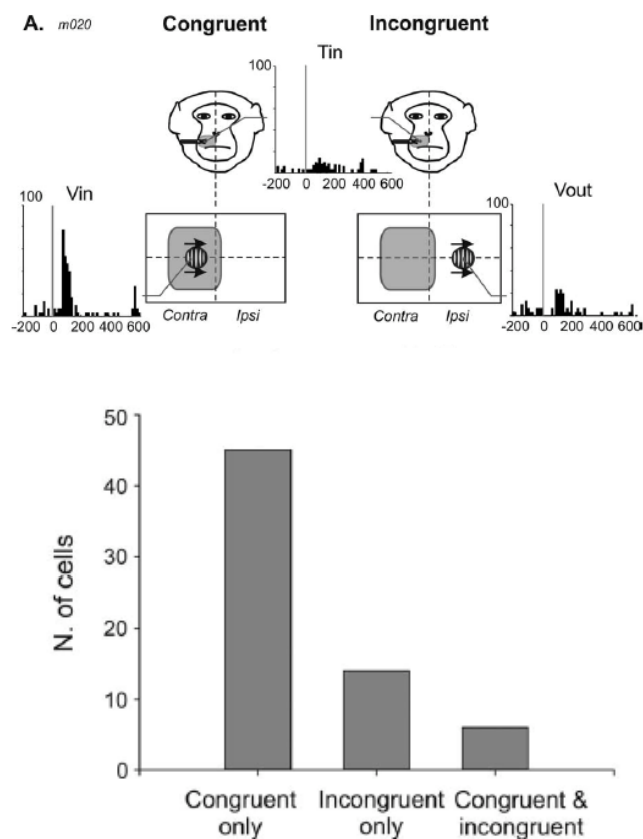 A. m020 Congruent Incongruent
Tin
100
-200 0 200 400 600
Vin
100
-200 0 200 400 600
Contra Ipsi
Contra Ipsi
Vout
100
-200 0 200 400 600
N. of cells
50
40
30
20
10
0
Congruent only
Incongruent only
Congruent & incongruent